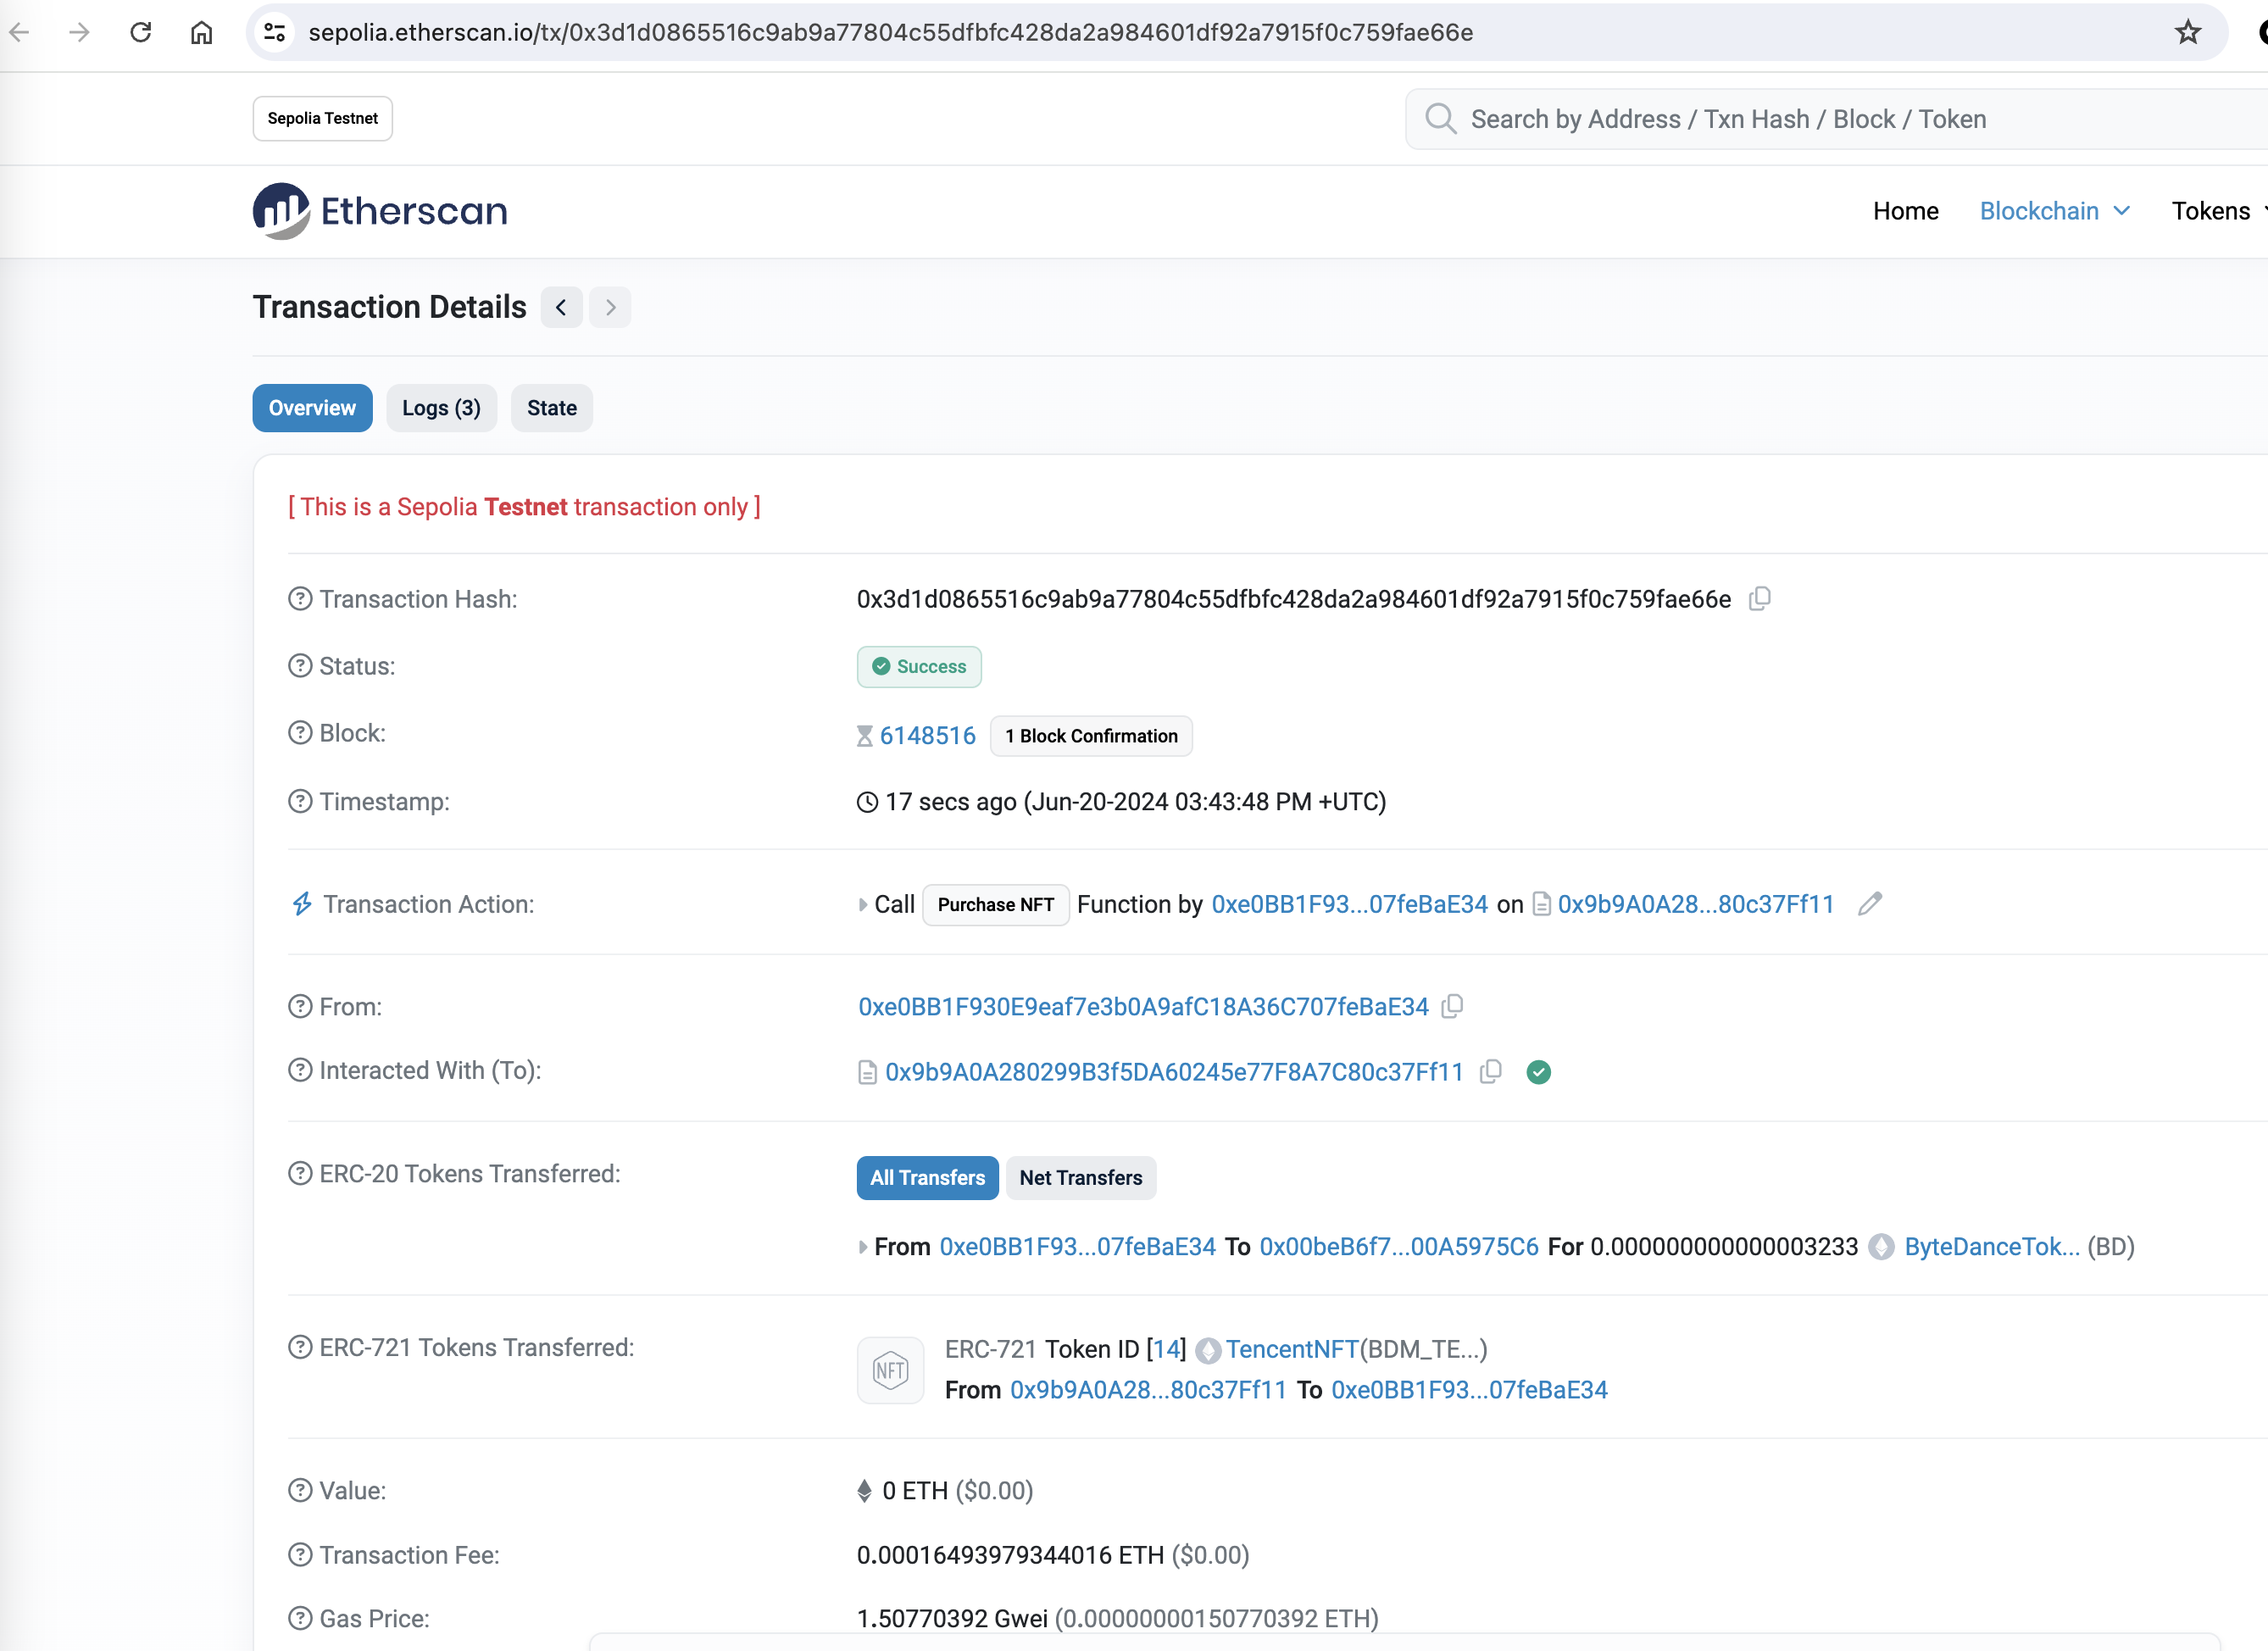 sepolia.etherscan.io/tx/0x3d1d0865516c9ab9a77804c55dfbfc428da2a984601df92a7915f0c759fae66e
Sepolia Testnet
Search by Address / Txn Hash / Block / Token
Etherscan
Home Blockchain Tokens
Transaction Details
Overview Logs (3) State
[ This is a Sepolia Testnet transaction only ]
Transaction Hash: 0x3d1d0865516c9ab9a77804c55dfbfc428da2a984601df92a7915f0c759fae66e
Status: Success
Block: 6148516 1 Block Confirmation
Timestamp: 17 secs ago (Jun-20-2024 03:43:48 PM +UTC)
Transaction Action: Call Purchase NFT Function by 0xe0BB1F93...07feBaE34 on 0x9b9A0A28...80c37Ff11
From: 0xe0BB1F930E9eaf7e3b0A9afC18A36C707feBaE34
Interacted With (To): 0x9b9A0A280299B3f5DA60245e77F8A7C80c37Ff11
ERC-20 Tokens Transferred: All Transfers Net Transfers
From 0xe0BB1F93...07feBaE34 To 0x00beB6f7...00A5975C6 For 0.000000000000003233 ByteDanceTok... (BD)
ERC-721 Tokens Transferred: NFT ERC-721 Token ID [14] TencentNFT(BDM_TE...)
From 0x9b9A0A28...80c37Ff11 To 0xe0BB1F93...07feBaE34
Value: 0 ETH ($0.00)
Transaction Fee: 0.00016493979344016 ETH ($0.00)
Gas Price: 1.50770392 Gwei (0.00000000150770392 ETH)